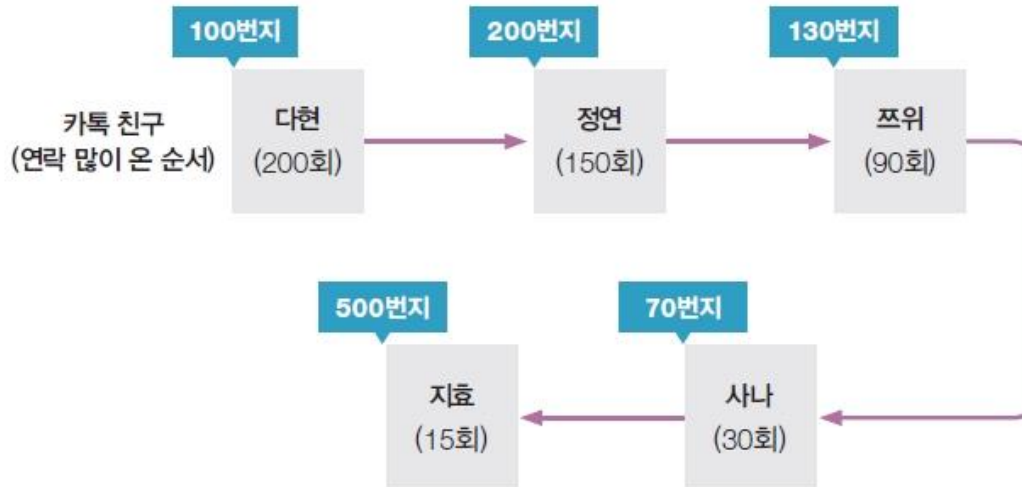 100번지
200번지
130번지
카톡 친구
(연락 많이 온 순서)
다현
(200회)
정연
(150회)
쯔위
(90회)
500번지
70번지
지효
(15회)
사나
(30회)